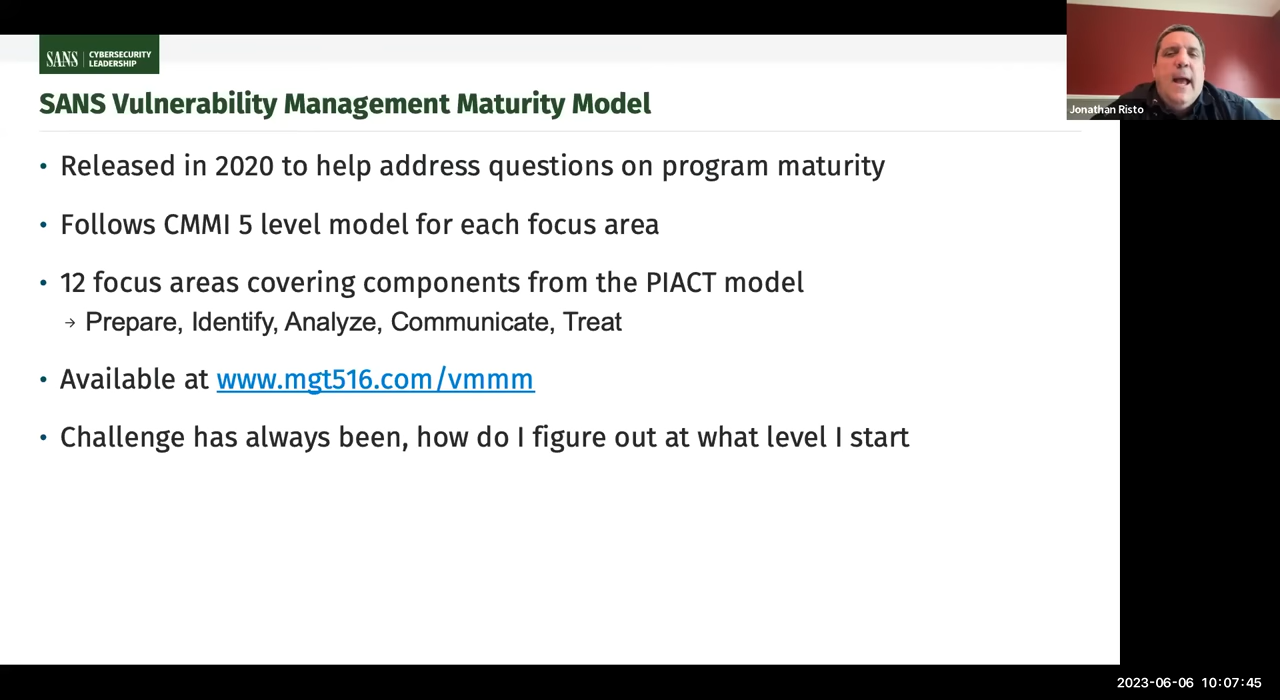 SANS | CYBERSECURITY
LEADERSHIP
SANS Vulnerability Management Maturity Model
• Released in 2020 to help address questions on program maturity
• Follows CMMI 5 level model for each focus area
• 12 focus areas covering components from the PIACT model
→ Prepare, Identify, Analyze, Communicate, Treat
• Available at www.mgt516.com/vmmm
• Challenge has always been, how do I figure out at what level I start
Jonathan Risto
2023-06-06 10:07:45